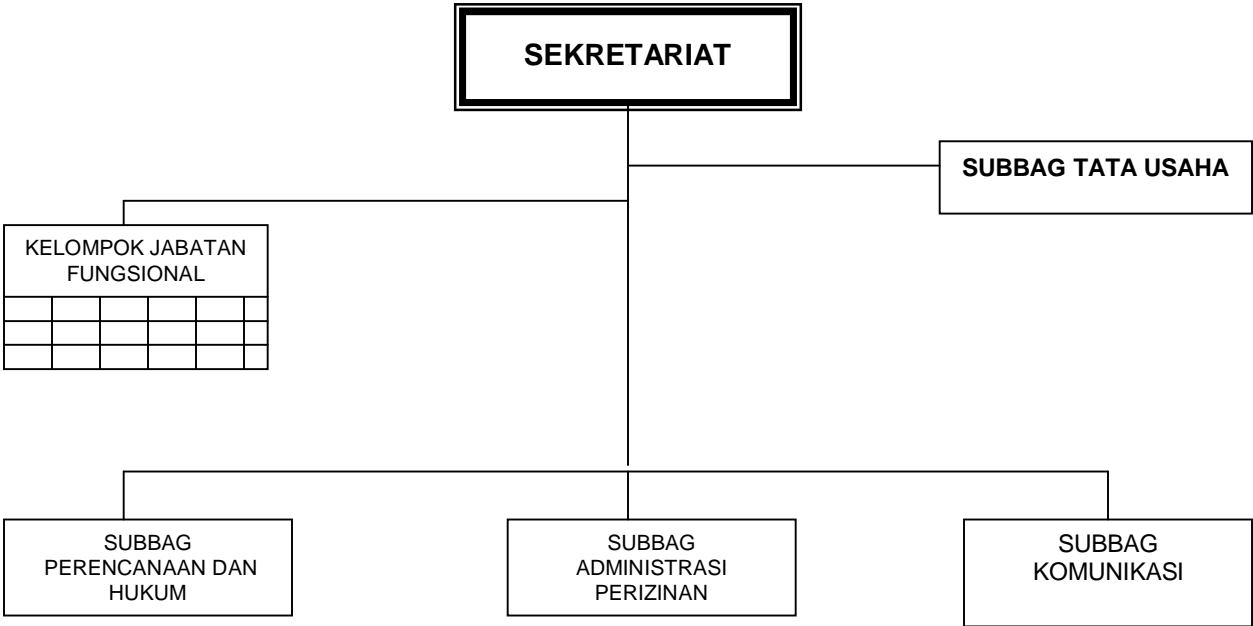 SEKRETARIAT
SUBBAG TATA USAHA
KELOMPOK JABATAN
FUNGSIONAL
SUBBAG
PERENCANAAN DAN
HUKUM
SUBBAG
ADMINISTRASI
PERIZINAN
SUBBAG
KOMUNIKASI